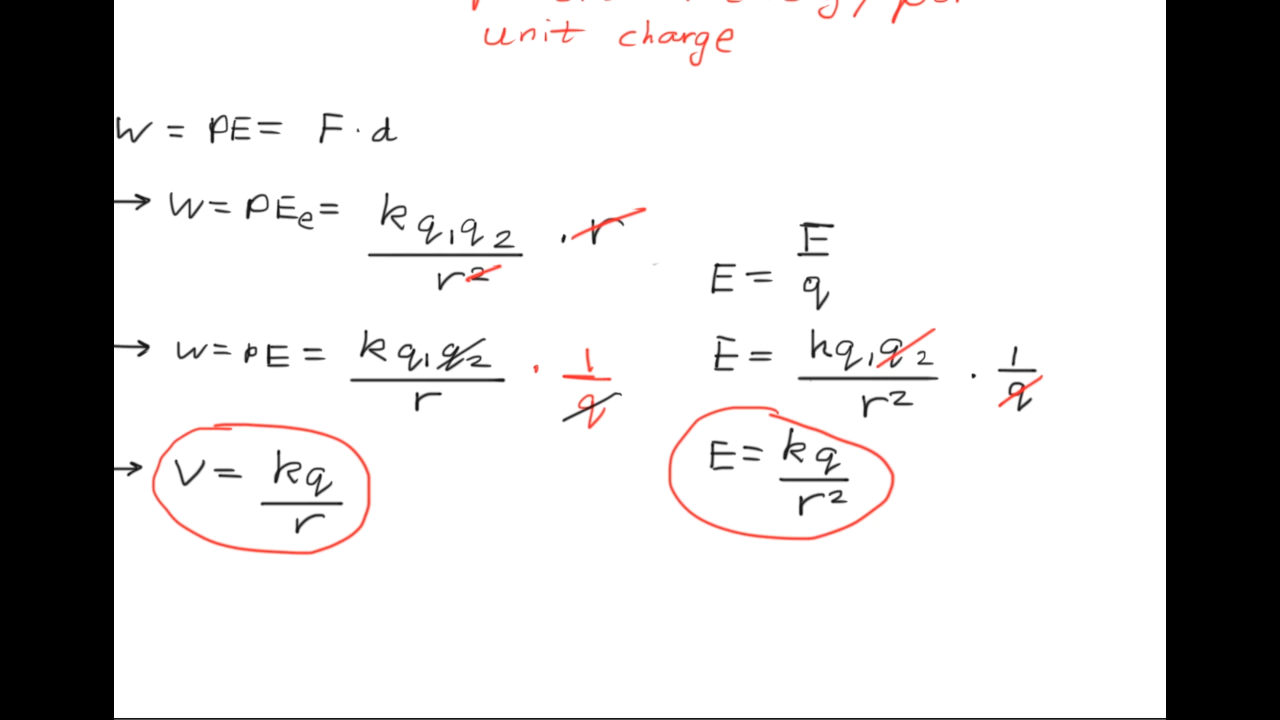 unit charge
W = PE = F · d
→ W = PEe = kq₁q₂ / r² · r
E = F / q
→ W = PE = kq₁q₂ / r · 1 / q
E = kq₁q₂ / r² · 1 / q
→ V = kq / r
E = kq / r²